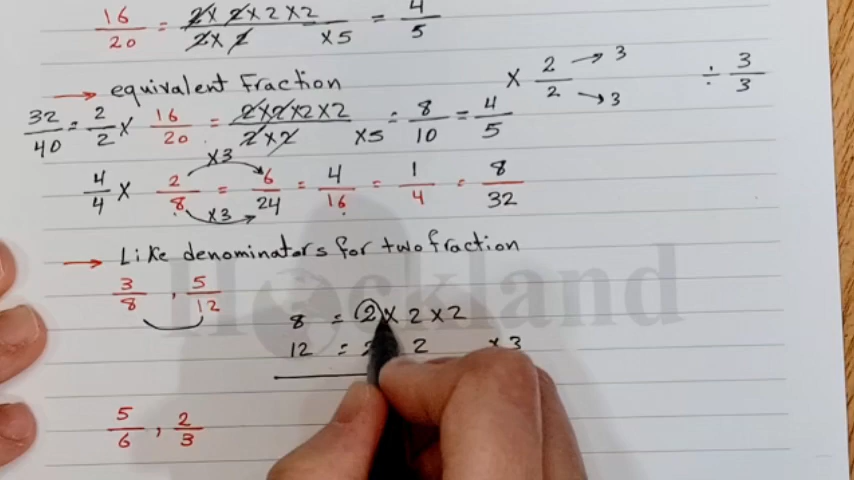 16/20 = 2 × 2 × 2 × 2 / 2 × 2 × 5 = 4/5
→ equivalent Fraction × 2/2 → 3 → 3 ÷ 3/3
32/40 = 2/2 × 16/20 = 2×2×2×2 / 2×2 ×5 = 8/10 = 4/5
×3
4/4 × 2/8 = 6/24 = 4/16 = 1/4 = 8/32
×3
→ Like denominators for two fraction
3/8 , 5/12
8 = 2 × 2 × 2
12 = 2 2 × 3
5/6 , 2/3